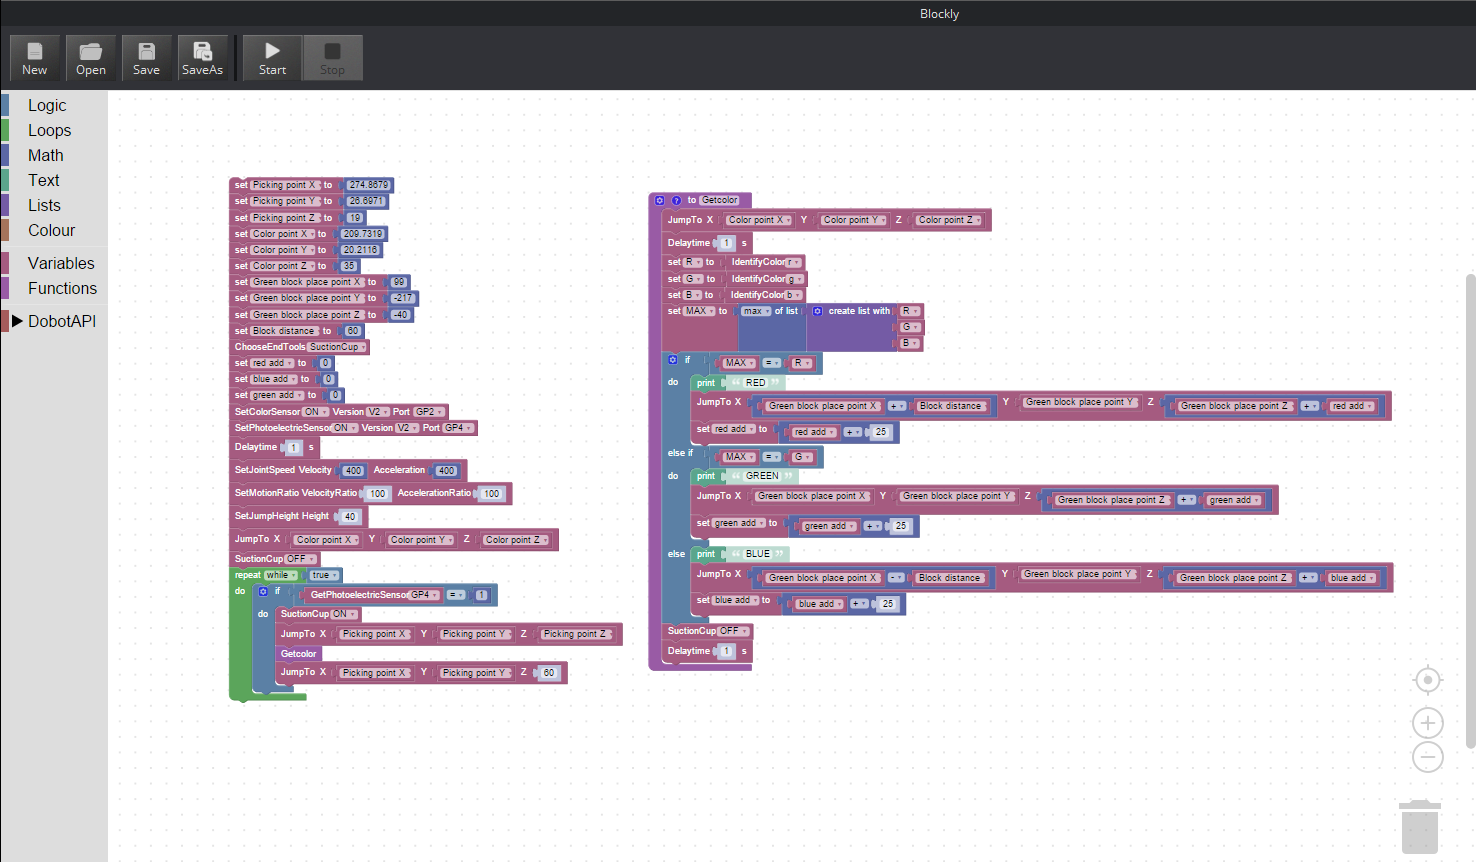 Blockly
New Open Save SaveAs Start Stop
Logic
Loops
Math
Text
Lists
Colour
Variables
Functions
DobotAPI
set Picking point X to 274.8679
set Picking point Y to 26.6971
set Picking point Z to 19
set Color point X to 209.7319
set Color point Y to 20.2116
set Color point Z to 35
set Green block place point X to 99
set Green block place point Y to -217
set Green block place point Z to -40
set Block distance to 60
ChooseEndTools SuctionCup
set red add to 0
set blue add to 0
set green add to 0
SetColorSensor ON Version V2 Port GP2
SetPhotoelectricSensor ON Version V2 Port GP4
Delaytime 1 s
SetJointSpeed Velocity 400 Acceleration 400
SetMotionRatio VelocityRatio 100 AccelerationRatio 100
SetJumpHeight Height 40
JumpTo X Color point X Y Color point Y Z Color point Z
SuctionCup OFF
repeat while true
do if GetPhotoelectricSensor GP4 = 1
do SuctionCup ON
JumpTo X Picking point X Y Picking point Y Z Picking point Z
Getcolor
JumpTo X Picking point X Y Picking point Y Z 60
? to Getcolor
JumpTo X Color point X Y Color point Y Z Color point Z
Delaytime 1 s
set R to IdentifyColor r
set G to IdentifyColor g
set B to IdentifyColor b
set MAX to max of list create list with R
G
B
if MAX = R
do print “ RED ”
JumpTo X Green block place point X + Block distance Y Green block place point Y Z Green block place point Z + red add
set red add to red add + 25
else if MAX = G
do print “ GREEN ”
JumpTo X Green block place point X Y Green block place point Y Z Green block place point Z + green add
set green add to green add + 25
else print “ BLUE ”
JumpTo X Green block place point X - Block distance Y Green block place point Y Z Green block place point Z + blue add
set blue add to blue add + 25
SuctionCup OFF
Delaytime 1 s